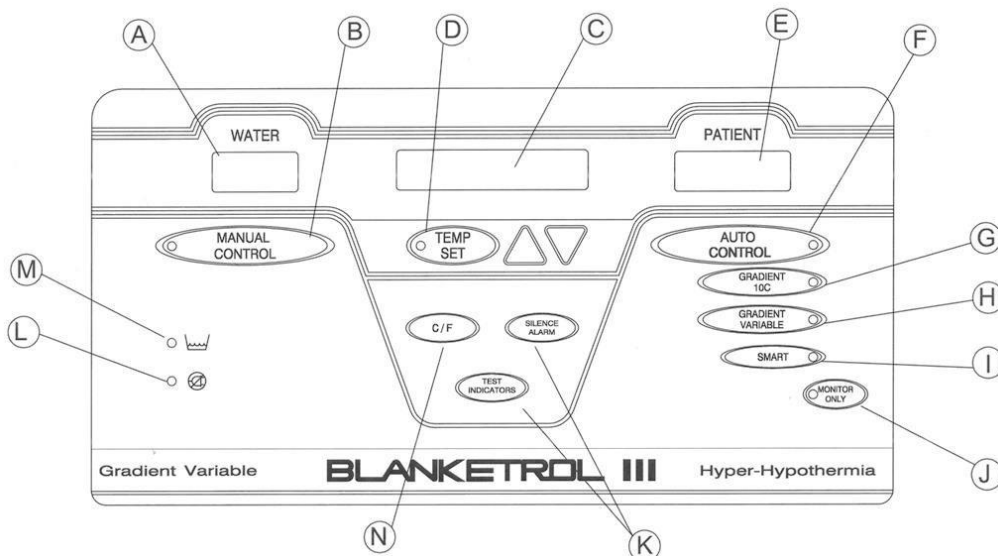 A
B
D
C
E
F
WATER
PATIENT
MANUAL
CONTROL
TEMP
SET
AUTO
CONTROL
G
GRADIENT
10C
M
H
GRADIENT
VARIABLE
C/F
SILENCE
ALARM
L
I
SMART
TEST
INDICATORS
MONITOR
ONLY
Gradient Variable
BLANKETROL III
Hyper-Hypothermia
J
N
K